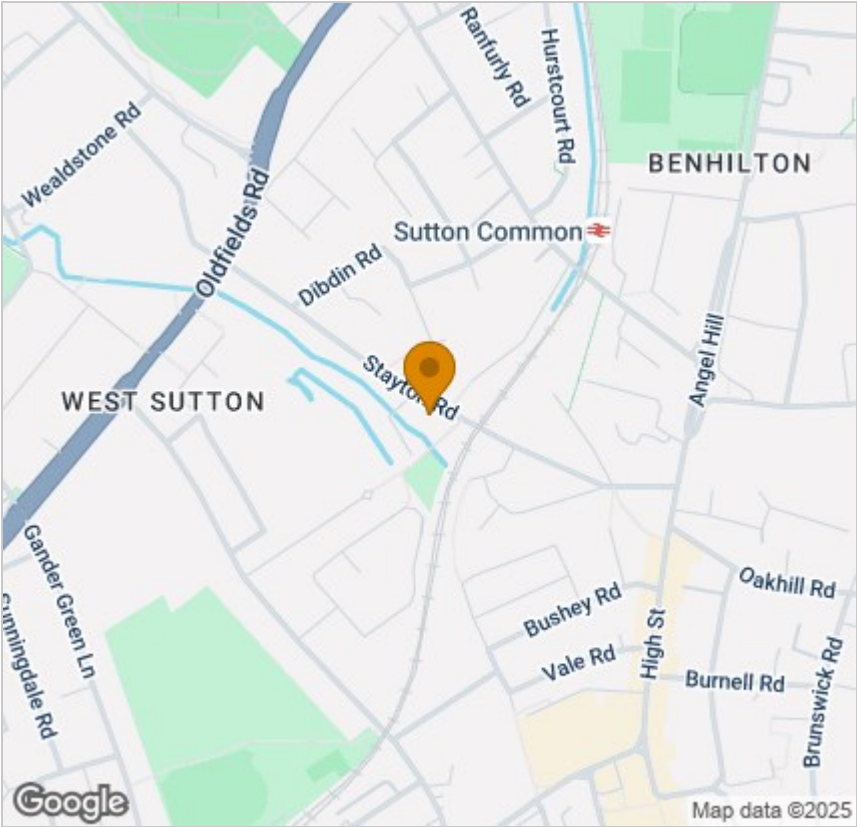 Ranfurly Rd
Hurstcourt Rd
Wealdstone Rd
BENHILTON
Oldfields Rd
Sutton Common
Dibdin Rd
Angel Hill
Stayton Rd
WEST SUTTON
Gander Green Ln
Oakhill Rd
Sunningdale Rd
Bushey Rd
High St
Vale Rd
Burnell Rd
Brunswick Rd
Google
Map data ©2025